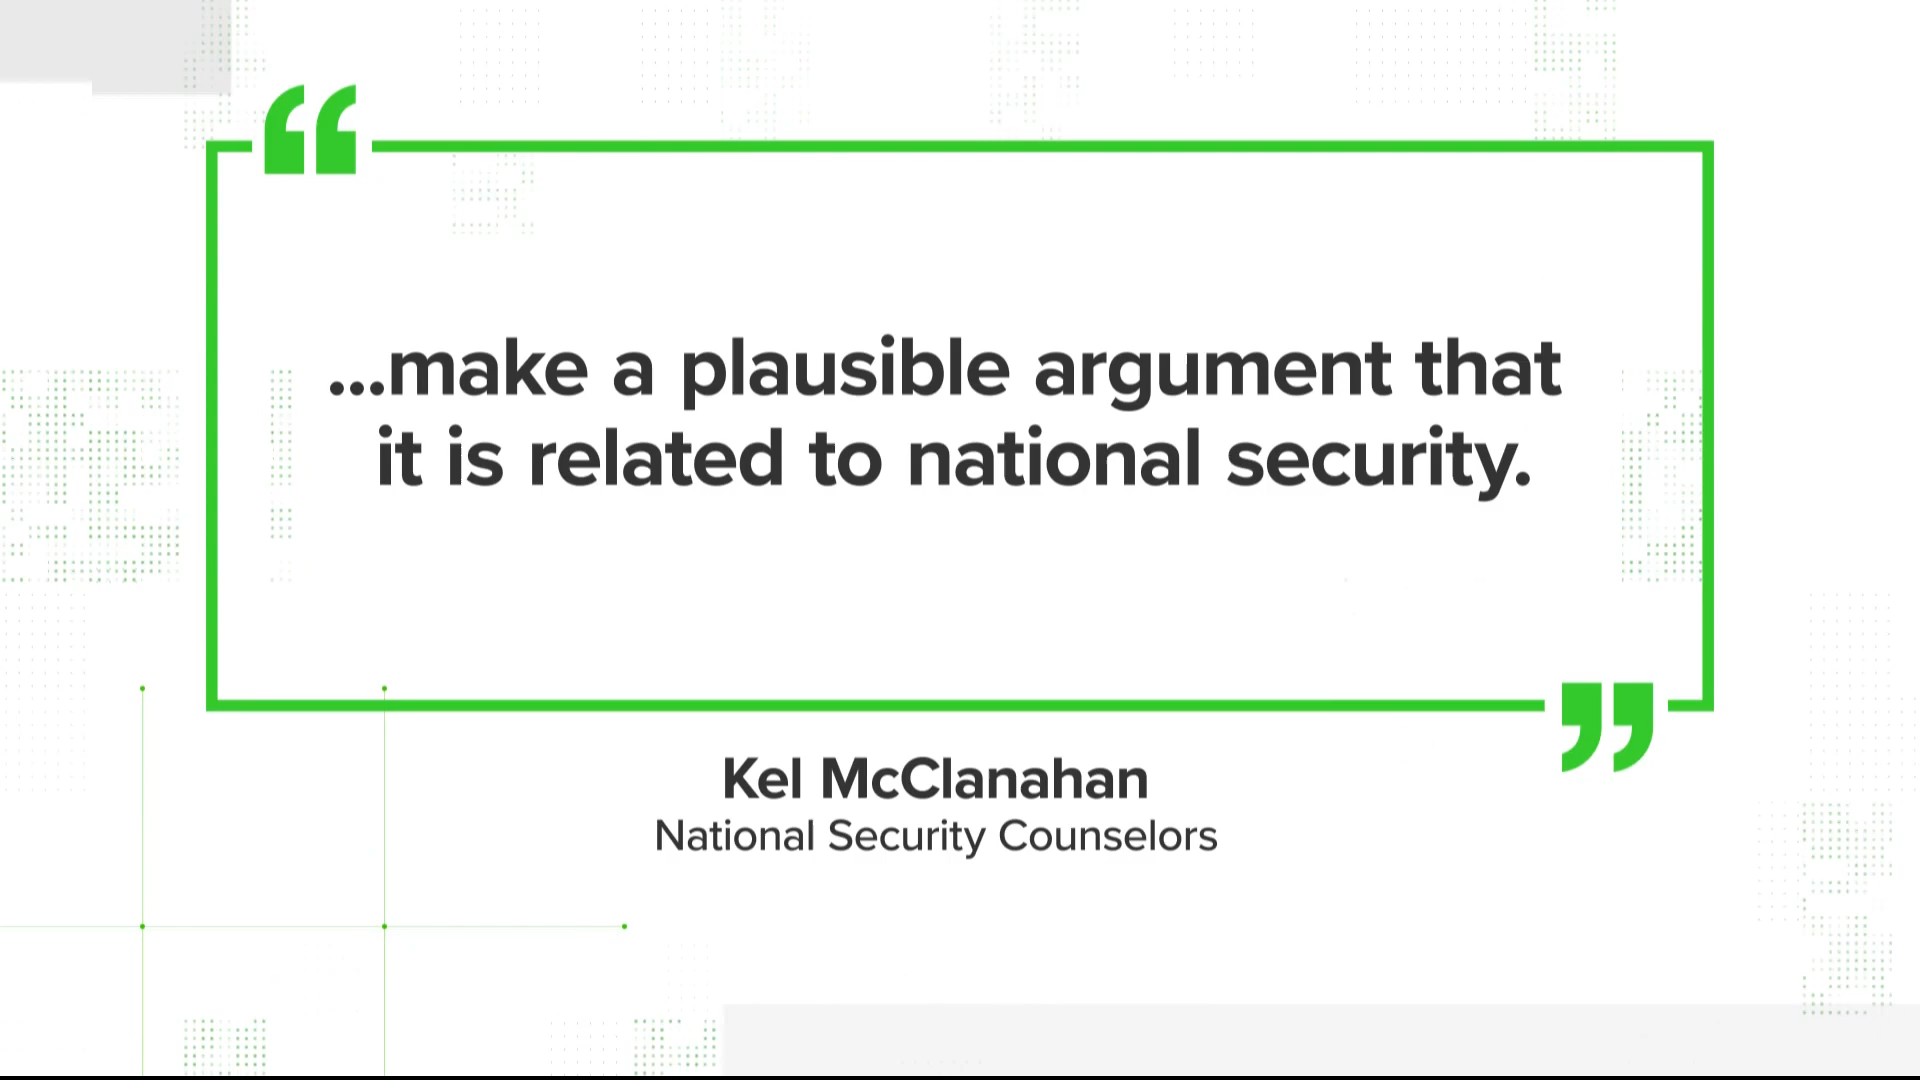 “
...make a plausible argument that
it is related to national security.
”
Kel McClanahan
National Security Counselors